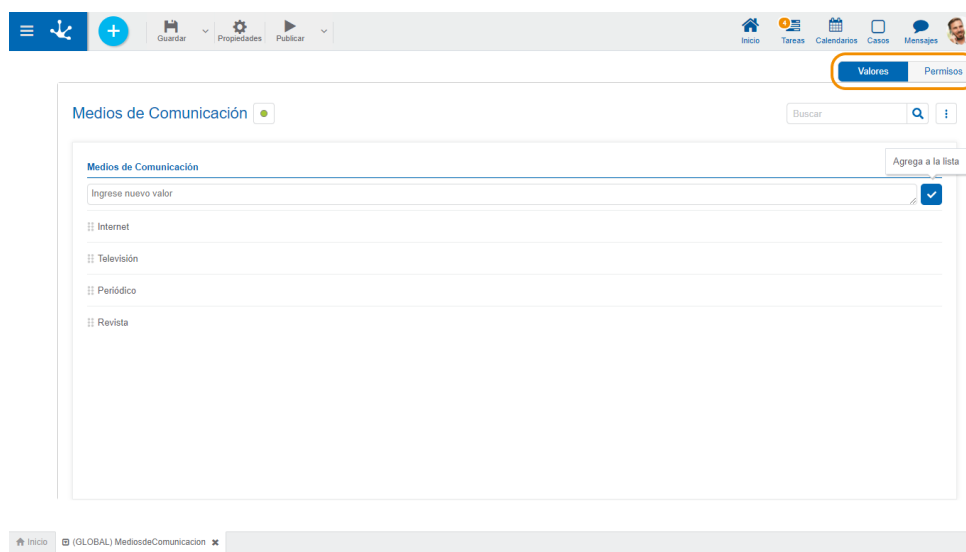 Guardar
Propiedades
Publicar
Inicio
4
Tareas
Calendarios
Casos
Mensajes
Valores
Permisos
Medios de Comunicación
Buscar
Agrega a la lista
Medios de Comunicación
Ingrese nuevo valor
Internet
Televisión
Periódico
Revista
Inicio
(GLOBAL) MediosdeComunicacion